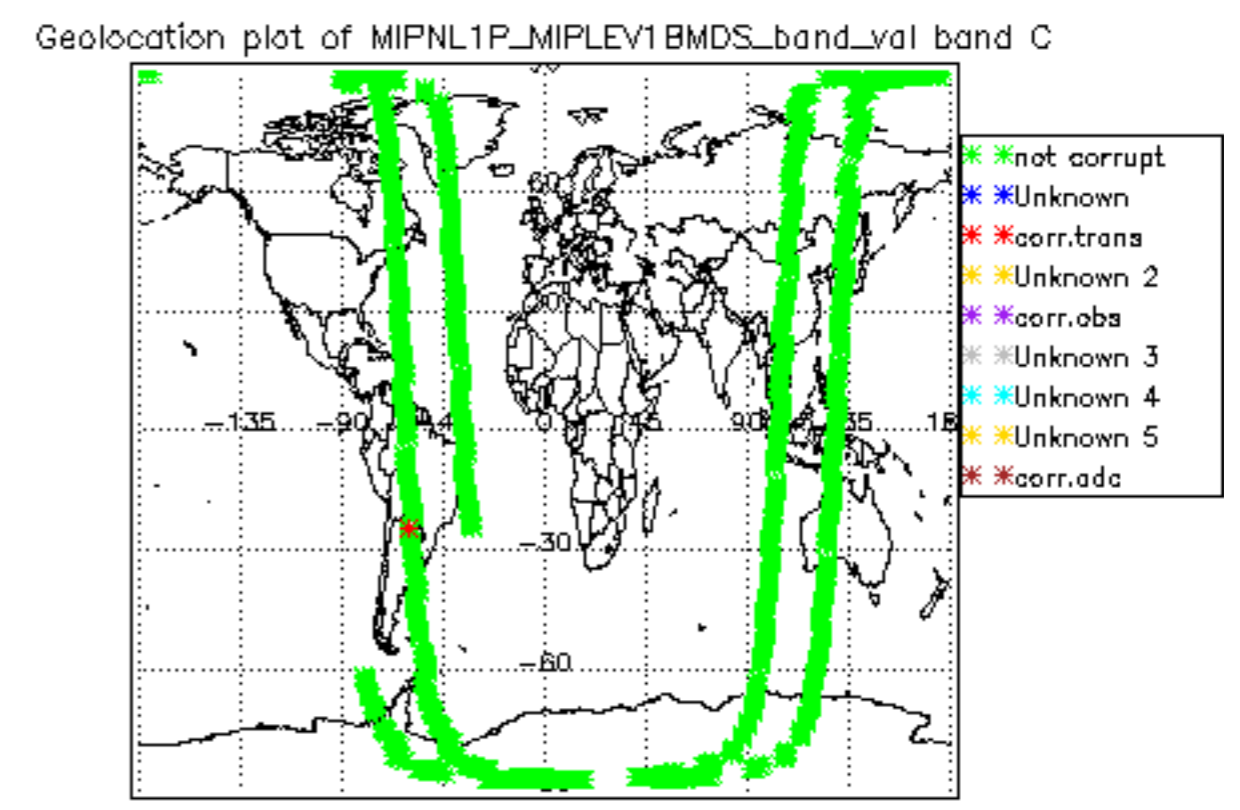 Geolocation plot of MIPNL1P_MIPLEV1BMDS_band_val band C
not corrupt
60
Unknown
corr.trans
Unknown 2
corr.obs
Unknown 3
Unknown 4
-135 -90 0 45 90
Unknown 5
corr.adc
-30
-60